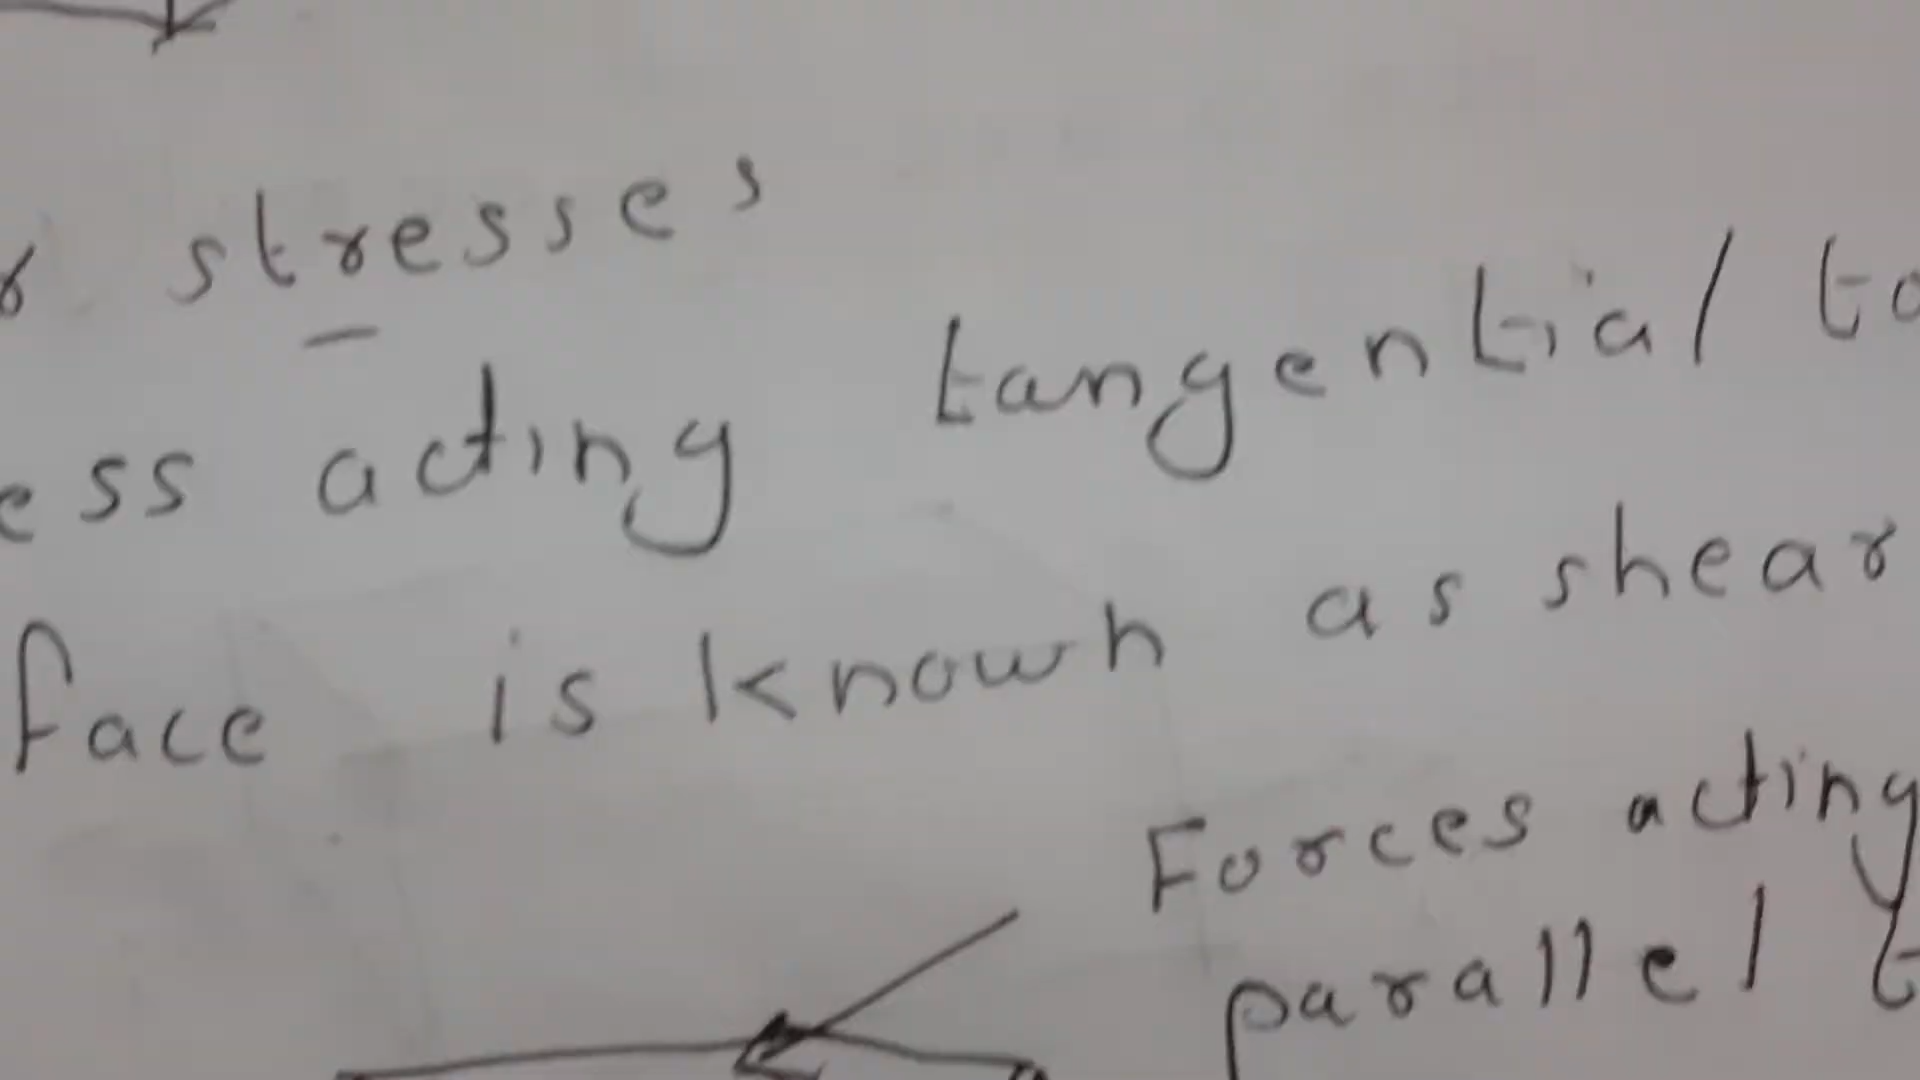 r stresses
ess acting tangential to
face is known as shear
Forces acting
parallel t